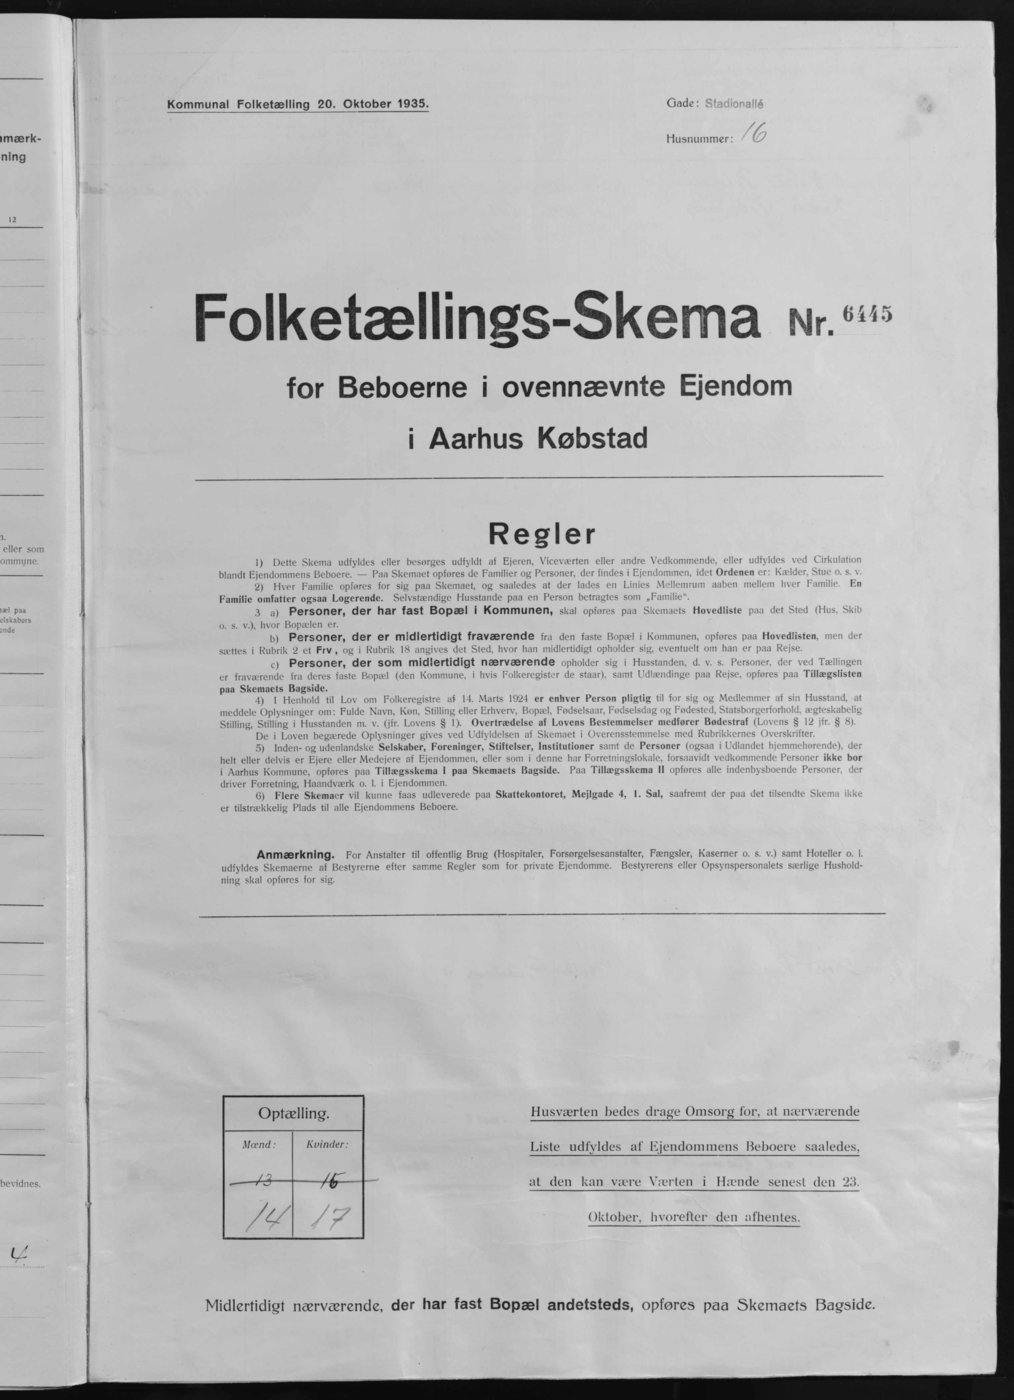 mærk-
ning
12
eller som
ommune.
pæl paa
elskabers
ende
bevidnes.
4
Kommunal Folketælling 20. Oktober 1935.
Gade: Stadionallé
Husnummer: 16
Folketællings-Skema Nr. 6445
for Beboerne i ovennævnte Ejendom
i Aarhus Købstad
Regler
1) Dette Skema udfyldes eller besørges udfyldt af Ejeren, Viceværten eller andre Vedkommende, eller udfyldes ved Cirkulation
blandt Ejendommens Beboere. — Paa Skemaet opføres de Familier og Personer, der findes i Ejendommen, idet Ordenen er: Kælder, Stue o. s. v.
2) Hver Familie opføres for sig paa Skemaet, og saaledes at der lades en Linies Mellemrum aaben mellem hver Familie. En
Familie omfatter ogsaa Logerende. Selvstændige Husstande paa en Person betragtes som „Familie“.
3 a) Personer, der har fast Bopæl i Kommunen, skal opføres paa Skemaets Hovedliste paa det Sted (Hus, Skib
o. s. v.), hvor Bopælen er.
b) Personer, der er midlertidigt fraværende fra den faste Bopæl i Kommunen, opføres paa Hovedlisten, men der
sættes i Rubrik 2 et Frv., og i Rubrik 18 angives det Sted, hvor han midlertidigt opholder sig, eventuelt om han er paa Rejse.
c) Personer, der som midlertidigt nærværende opholder sig i Husstanden, d. v. s. Personer, der ved Tællingen
er fraværende fra deres faste Bopæl (den Kommune, i hvis Folkeregister de staar), samt Udlændinge paa Rejse, opføres paa Tillægslisten
paa Skemaets Bagside.
4) I Henhold til Lov om Folkeregistre af 14. Marts 1924 er enhver Person pligtig til for sig og Medlemmer af sin Husstand, at
meddele Oplysninger om: Fulde Navn, Køn, Stilling eller Erhverv, Bopæl, Fødselsaar, Fødselsdag og Fødested, Statsborgerforhold, ægteskabelig
Stilling, Stilling i Husstanden m. v. (jfr. Lovens § 1). Overtrædelse af Lovens Bestemmelser medfører Bødestraf (Lovens § 12 jfr. § 8).
De i Loven begærede Oplysninger gives ved Udfyldelsen af Skemaet i Overensstemmelse med Rubrikkernes Overskrifter.
5) Inden- og udenlandske Selskaber, Foreninger, Stiftelser, Institutioner samt de Personer (ogsaa i Udlandet hjemmehørende), der
helt eller delvis er Ejere eller Medejere af Ejendommen, eller som i denne har Forretningslokale, forsaavidt vedkommende Personer ikke bor
i Aarhus Kommune, opføres paa Tillægsskema I paa Skemaets Bagside. Paa Tillægsskema II opføres alle indenbysboende Personer, der
driver Forretning, Haandværk o. l. i Ejendommen.
6) Flere Skemaer vil kunne faas udleverede paa Skattekontoret, Mejlgade 4, 1. Sal, saafremt der paa det tilsendte Skema ikke
er tilstrækkelig Plads til alle Ejendommens Beboere.
Anmærkning. For Anstalter til offentlig Brug (Hospitaler, Forsørgelsesanstalter, Fængsler, Kaserner o. s. v.) samt Hoteller o. l.
udfyldes Skemaerne af Bestyrerne efter samme Regler som for private Ejendomme. Bestyrerens eller Opsynspersonalets særlige Hushold-
ning skal opføres for sig.
Optælling.
Mænd: Kvinder:
13 15
14 17
Husværten bedes drage Omsorg for, at nærværende
Liste udfyldes af Ejendommens Beboere saaledes,
at den kan være Værten i Hænde senest den 23.
Oktober, hvorefter den afhentes.
Midlertidigt nærværende, der har fast Bopæl andetsteds, opføres paa Skemaets Bagside.